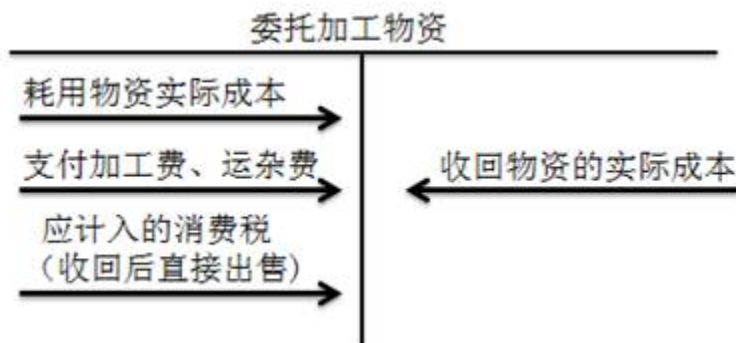 委托加工物资
耗用物资实际成本
支付加工费、运杂费
收回物资的实际成本
应计入的消费税
（收回后直接出售)